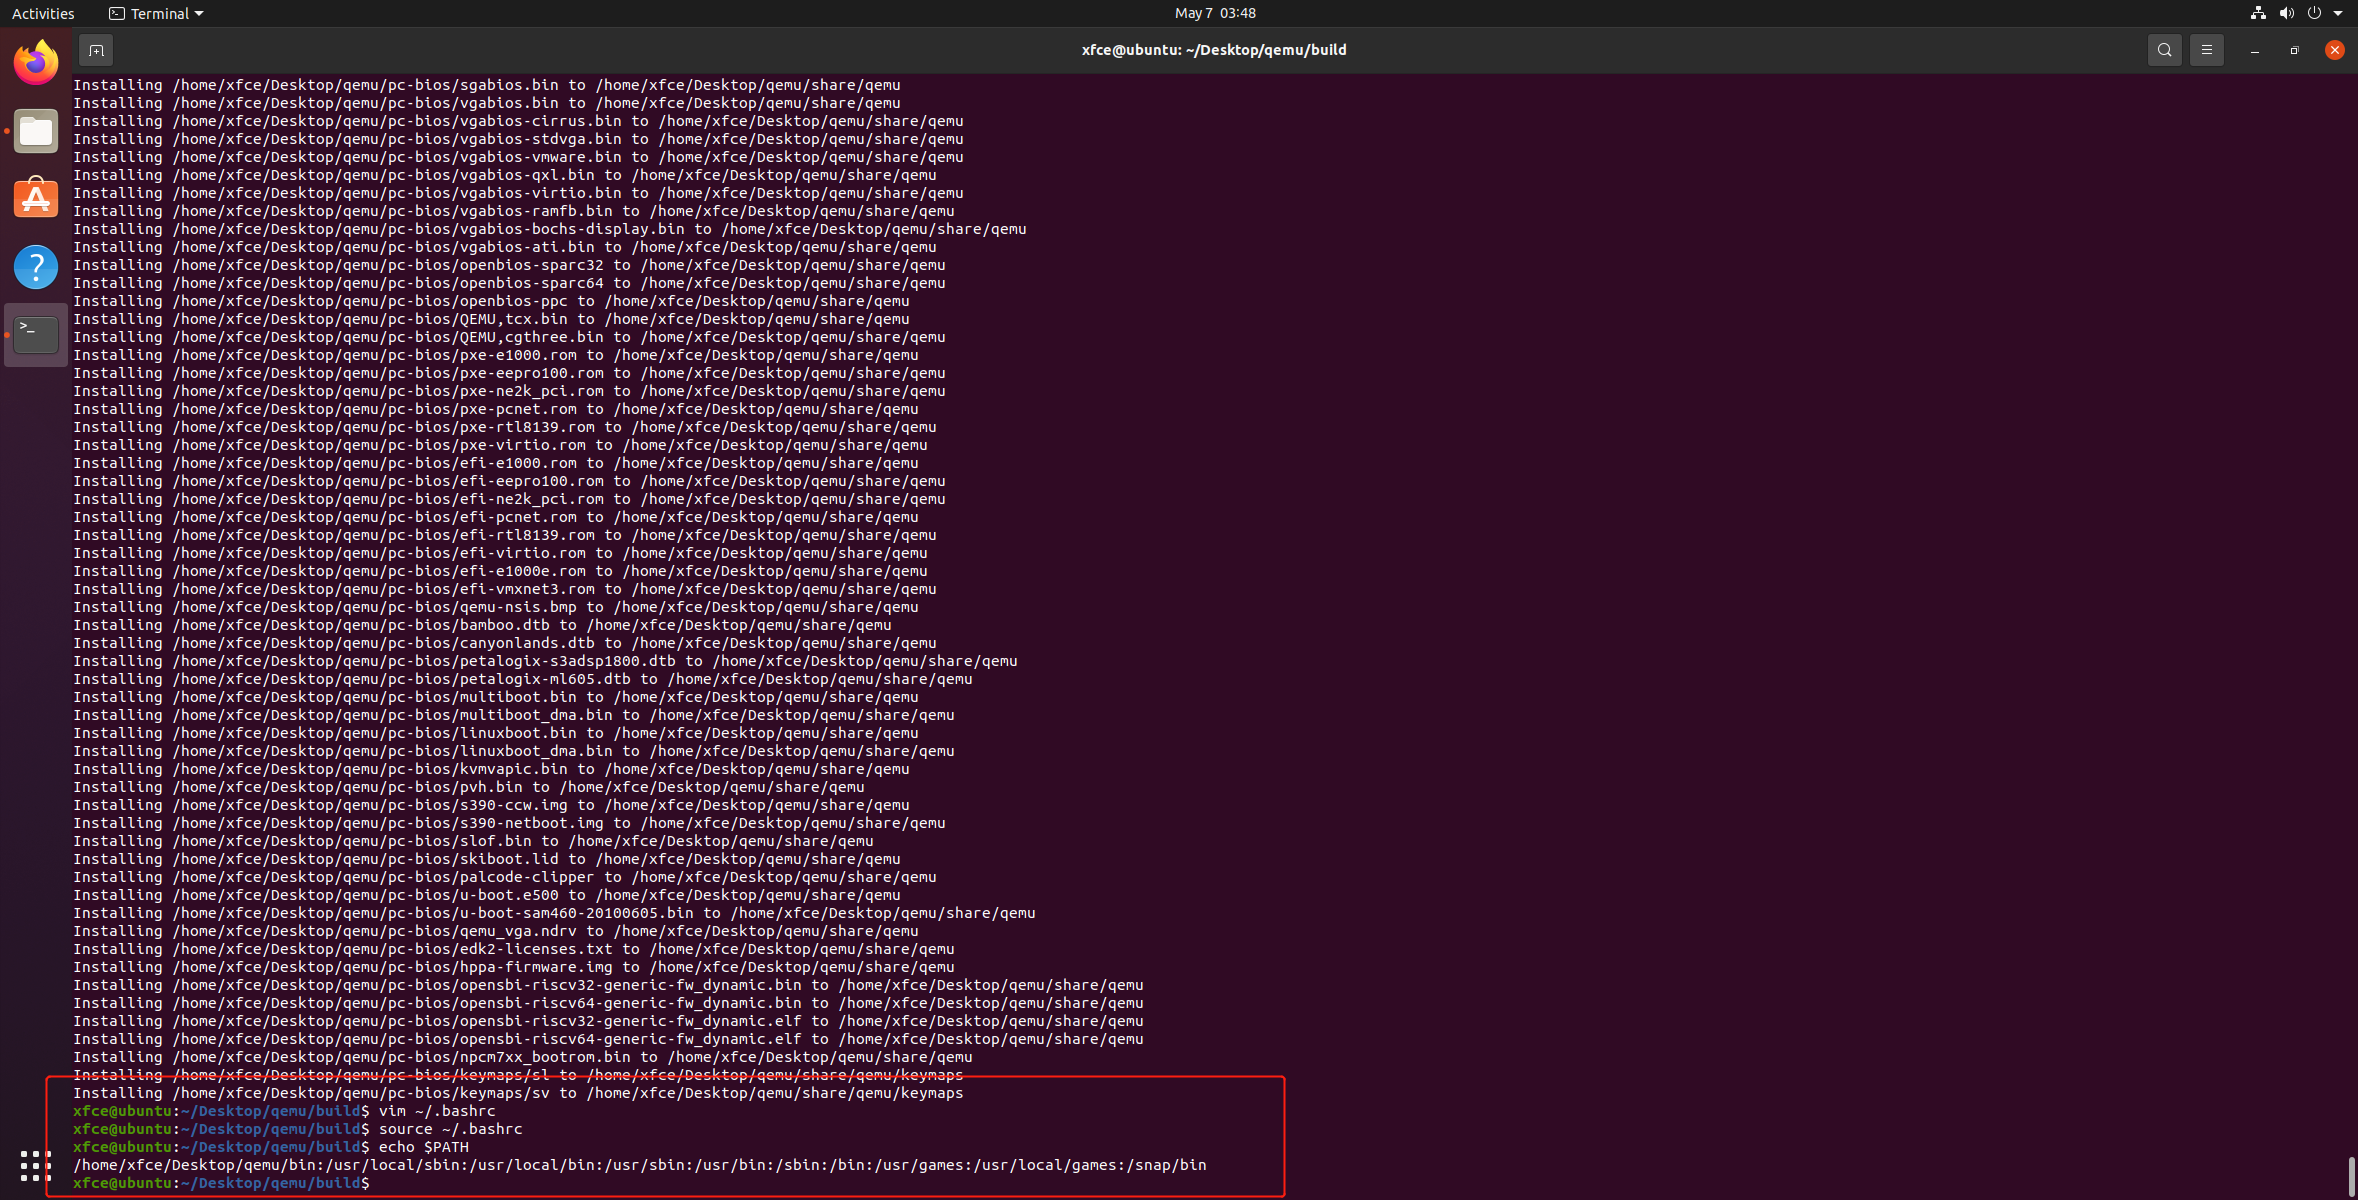 Activities
Terminal
May 7 03:48
xfce@ubuntu: ~/Desktop/qemu/build
Installing /home/xfce/Desktop/qemu/pc-bios/sgabios.bin to /home/xfce/Desktop/qemu/share/qemu
Installing /home/xfce/Desktop/qemu/pc-bios/vgabios.bin to /home/xfce/Desktop/qemu/share/qemu
Installing /home/xfce/Desktop/qemu/pc-bios/vgabios-cirrus.bin to /home/xfce/Desktop/qemu/share/qemu
Installing /home/xfce/Desktop/qemu/pc-bios/vgabios-stdvga.bin to /home/xfce/Desktop/qemu/share/qemu
Installing /home/xfce/Desktop/qemu/pc-bios/vgabios-vmware.bin to /home/xfce/Desktop/qemu/share/qemu
Installing /home/xfce/Desktop/qemu/pc-bios/vgabios-qxl.bin to /home/xfce/Desktop/qemu/share/qemu
Installing /home/xfce/Desktop/qemu/pc-bios/vgabios-virtio.bin to /home/xfce/Desktop/qemu/share/qemu
Installing /home/xfce/Desktop/qemu/pc-bios/vgabios-ramfb.bin to /home/xfce/Desktop/qemu/share/qemu
Installing /home/xfce/Desktop/qemu/pc-bios/vgabios-bochs-display.bin to /home/xfce/Desktop/qemu/share/qemu
Installing /home/xfce/Desktop/qemu/pc-bios/vgabios-ati.bin to /home/xfce/Desktop/qemu/share/qemu
Installing /home/xfce/Desktop/qemu/pc-bios/openbios-sparc32 to /home/xfce/Desktop/qemu/share/qemu
Installing /home/xfce/Desktop/qemu/pc-bios/openbios-sparc64 to /home/xfce/Desktop/qemu/share/qemu
Installing /home/xfce/Desktop/qemu/pc-bios/openbios-ppc to /home/xfce/Desktop/qemu/share/qemu
Installing /home/xfce/Desktop/qemu/pc-bios/QEMU,tcx.bin to /home/xfce/Desktop/qemu/share/qemu
Installing /home/xfce/Desktop/qemu/pc-bios/QEMU,cgthree.bin to /home/xfce/Desktop/qemu/share/qemu
Installing /home/xfce/Desktop/qemu/pc-bios/pxe-e1000.rom to /home/xfce/Desktop/qemu/share/qemu
Installing /home/xfce/Desktop/qemu/pc-bios/pxe-eepro100.rom to /home/xfce/Desktop/qemu/share/qemu
Installing /home/xfce/Desktop/qemu/pc-bios/pxe-ne2k_pci.rom to /home/xfce/Desktop/qemu/share/qemu
Installing /home/xfce/Desktop/qemu/pc-bios/pxe-pcnet.rom to /home/xfce/Desktop/qemu/share/qemu
Installing /home/xfce/Desktop/qemu/pc-bios/pxe-rtl8139.rom to /home/xfce/Desktop/qemu/share/qemu
Installing /home/xfce/Desktop/qemu/pc-bios/pxe-virtio.rom to /home/xfce/Desktop/qemu/share/qemu
Installing /home/xfce/Desktop/qemu/pc-bios/efi-e1000.rom to /home/xfce/Desktop/qemu/share/qemu
Installing /home/xfce/Desktop/qemu/pc-bios/efi-eepro100.rom to /home/xfce/Desktop/qemu/share/qemu
Installing /home/xfce/Desktop/qemu/pc-bios/efi-ne2k_pci.rom to /home/xfce/Desktop/qemu/share/qemu
Installing /home/xfce/Desktop/qemu/pc-bios/efi-pcnet.rom to /home/xfce/Desktop/qemu/share/qemu
Installing /home/xfce/Desktop/qemu/pc-bios/efi-rtl8139.rom to /home/xfce/Desktop/qemu/share/qemu
Installing /home/xfce/Desktop/qemu/pc-bios/efi-virtio.rom to /home/xfce/Desktop/qemu/share/qemu
Installing /home/xfce/Desktop/qemu/pc-bios/efi-e1000e.rom to /home/xfce/Desktop/qemu/share/qemu
Installing /home/xfce/Desktop/qemu/pc-bios/efi-vmxnet3.rom to /home/xfce/Desktop/qemu/share/qemu
Installing /home/xfce/Desktop/qemu/pc-bios/qemu-nsis.bmp to /home/xfce/Desktop/qemu/share/qemu
Installing /home/xfce/Desktop/qemu/pc-bios/bamboo.dtb to /home/xfce/Desktop/qemu/share/qemu
Installing /home/xfce/Desktop/qemu/pc-bios/canyonlands.dtb to /home/xfce/Desktop/qemu/share/qemu
Installing /home/xfce/Desktop/qemu/pc-bios/petalogix-s3adsp1800.dtb to /home/xfce/Desktop/qemu/share/qemu
Installing /home/xfce/Desktop/qemu/pc-bios/petalogix-ml605.dtb to /home/xfce/Desktop/qemu/share/qemu
Installing /home/xfce/Desktop/qemu/pc-bios/multiboot.bin to /home/xfce/Desktop/qemu/share/qemu
Installing /home/xfce/Desktop/qemu/pc-bios/multiboot_dma.bin to /home/xfce/Desktop/qemu/share/qemu
Installing /home/xfce/Desktop/qemu/pc-bios/linuxboot.bin to /home/xfce/Desktop/qemu/share/qemu
Installing /home/xfce/Desktop/qemu/pc-bios/linuxboot_dma.bin to /home/xfce/Desktop/qemu/share/qemu
Installing /home/xfce/Desktop/qemu/pc-bios/kvmvapic.bin to /home/xfce/Desktop/qemu/share/qemu
Installing /home/xfce/Desktop/qemu/pc-bios/pvh.bin to /home/xfce/Desktop/qemu/share/qemu
Installing /home/xfce/Desktop/qemu/pc-bios/s390-ccw.img to /home/xfce/Desktop/qemu/share/qemu
Installing /home/xfce/Desktop/qemu/pc-bios/s390-netboot.img to /home/xfce/Desktop/qemu/share/qemu
Installing /home/xfce/Desktop/qemu/pc-bios/slof.bin to /home/xfce/Desktop/qemu/share/qemu
Installing /home/xfce/Desktop/qemu/pc-bios/skiboot.lid to /home/xfce/Desktop/qemu/share/qemu
Installing /home/xfce/Desktop/qemu/pc-bios/palcode-clipper to /home/xfce/Desktop/qemu/share/qemu
Installing /home/xfce/Desktop/qemu/pc-bios/u-boot.e500 to /home/xfce/Desktop/qemu/share/qemu
Installing /home/xfce/Desktop/qemu/pc-bios/u-boot-sam460-20100605.bin to /home/xfce/Desktop/qemu/share/qemu
Installing /home/xfce/Desktop/qemu/pc-bios/qemu_vga.ndrv to /home/xfce/Desktop/qemu/share/qemu
Installing /home/xfce/Desktop/qemu/pc-bios/edk2-licenses.txt to /home/xfce/Desktop/qemu/share/qemu
Installing /home/xfce/Desktop/qemu/pc-bios/hppa-firmware.img to /home/xfce/Desktop/qemu/share/qemu
Installing /home/xfce/Desktop/qemu/pc-bios/opensbi-riscv32-generic-fw_dynamic.bin to /home/xfce/Desktop/qemu/share/qemu
Installing /home/xfce/Desktop/qemu/pc-bios/opensbi-riscv64-generic-fw_dynamic.bin to /home/xfce/Desktop/qemu/share/qemu
Installing /home/xfce/Desktop/qemu/pc-bios/opensbi-riscv32-generic-fw_dynamic.elf to /home/xfce/Desktop/qemu/share/qemu
Installing /home/xfce/Desktop/qemu/pc-bios/opensbi-riscv64-generic-fw_dynamic.elf to /home/xfce/Desktop/qemu/share/qemu
Installing /home/xfce/Desktop/qemu/pc-bios/npcm7xx_bootrom.bin to /home/xfce/Desktop/qemu/share/qemu
Installing /home/xfce/Desktop/qemu/pc-bios/keymaps/sl to /home/xfce/Desktop/qemu/share/qemu/keymaps
Installing /home/xfce/Desktop/qemu/pc-bios/keymaps/sv to /home/xfce/Desktop/qemu/share/qemu/keymaps
xfce@ubuntu:~/Desktop/qemu/build$ vim ~/.bashrc
xfce@ubuntu:~/Desktop/qemu/build$ source ~/.bashrc
xfce@ubuntu:~/Desktop/qemu/build$ echo $PATH
/home/xfce/Desktop/qemu/bin:/usr/local/sbin:/usr/local/bin:/usr/sbin:/usr/bin:/sbin:/bin:/usr/games:/usr/local/games:/snap/bin
xfce@ubuntu:~/Desktop/qemu/build$